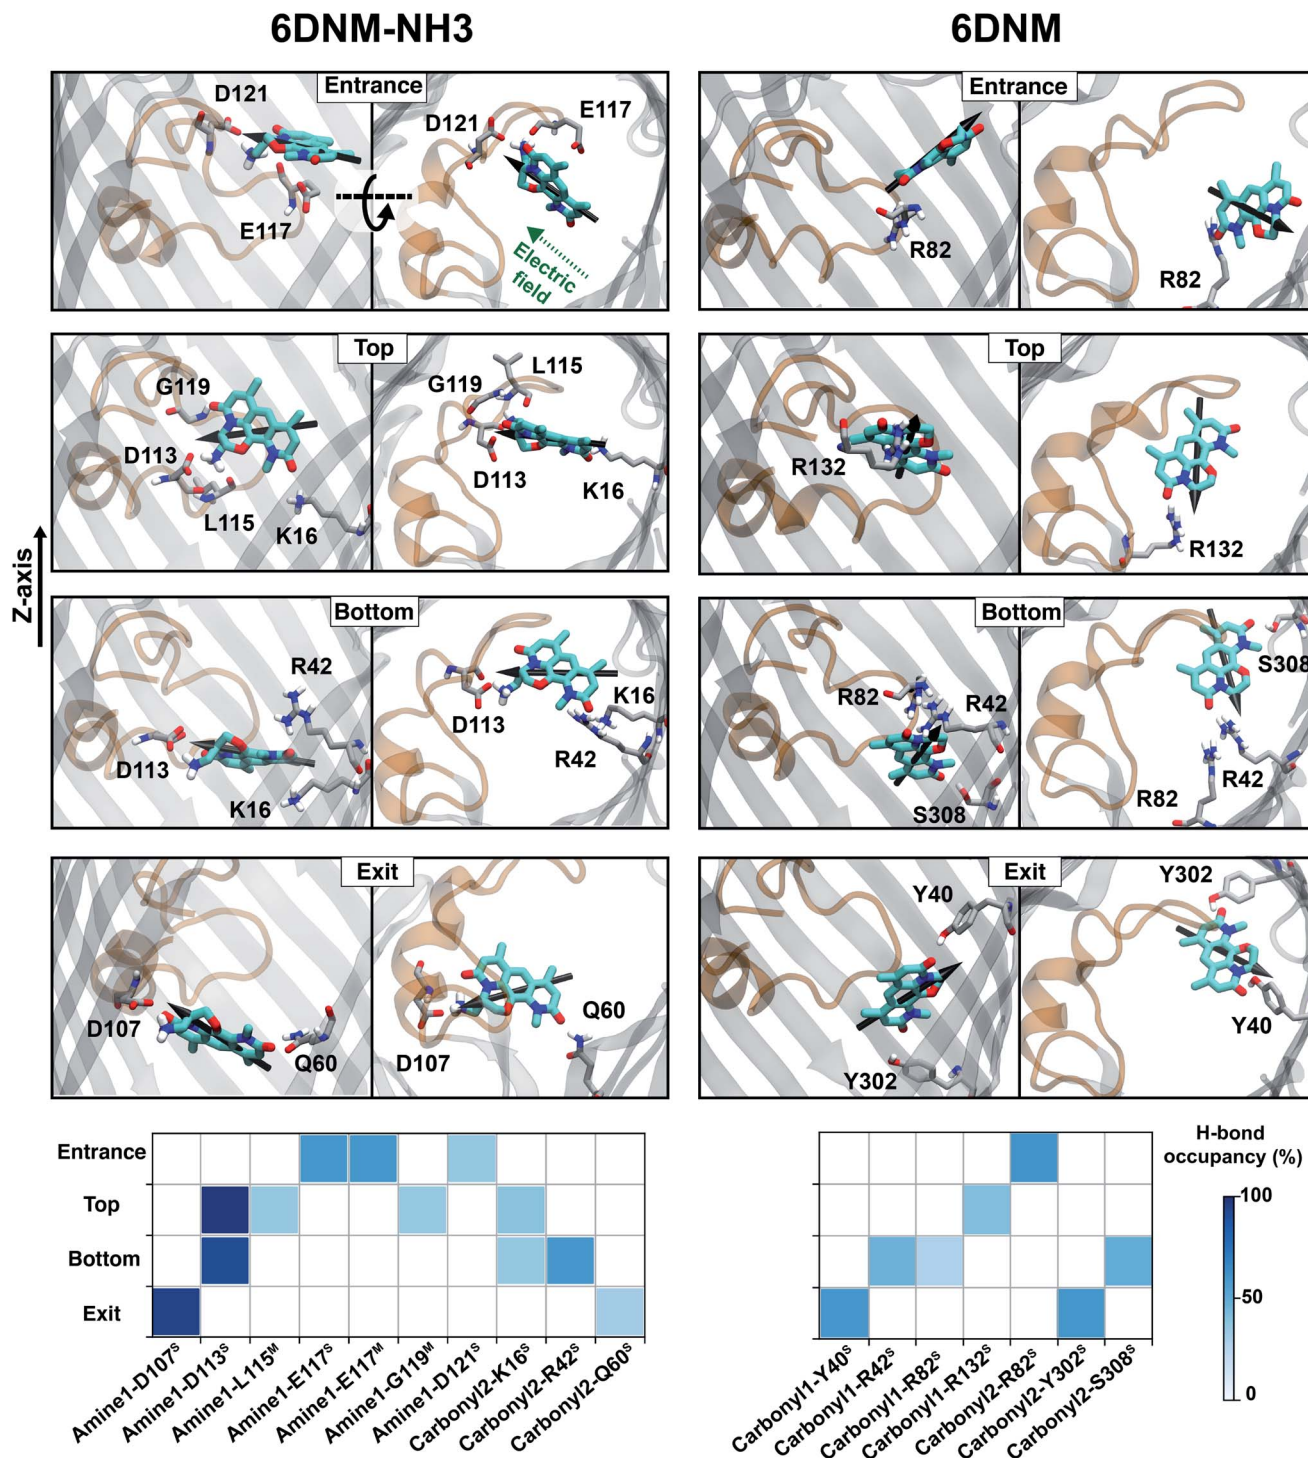 6DNM-NH3
6DNM
Entrance
D121
E117
D121
E117
Electric
field
Entrance
R82
R82
Top
G119
D113
L115
K16
L115
G119
D113
K16
Top
R132
R132
Z-axis
Bottom
R42
D113
K16
D113
K16
R42
Bottom
R82
R42
S308
S308
R82
R42
Exit
D107
Q60
D107
Q60
Exit
Y40
Y302
Y302
Y40
Entrance
Top
Bottom
Exit
Amine1-D107ˢ
Amine1-D113ˢ
Amine1-L115ᴹ
Amine1-E117ˢ
Amine1-E117ᴹ
Amine1-G119ᴹ
Amine1-D121ˢ
Carbonyl2-K16ˢ
Carbonyl2-R42ˢ
Carbonyl2-Q60ˢ
Carbonyl1-Y40ˢ
Carbonyl1-R42ˢ
Carbonyl1-R82ˢ
Carbonyl1-R132ˢ
Carbonyl2-R82ˢ
Carbonyl2-Y302ˢ
Carbonyl2-S308ˢ
H-bond
occupancy (%)
100
50
0